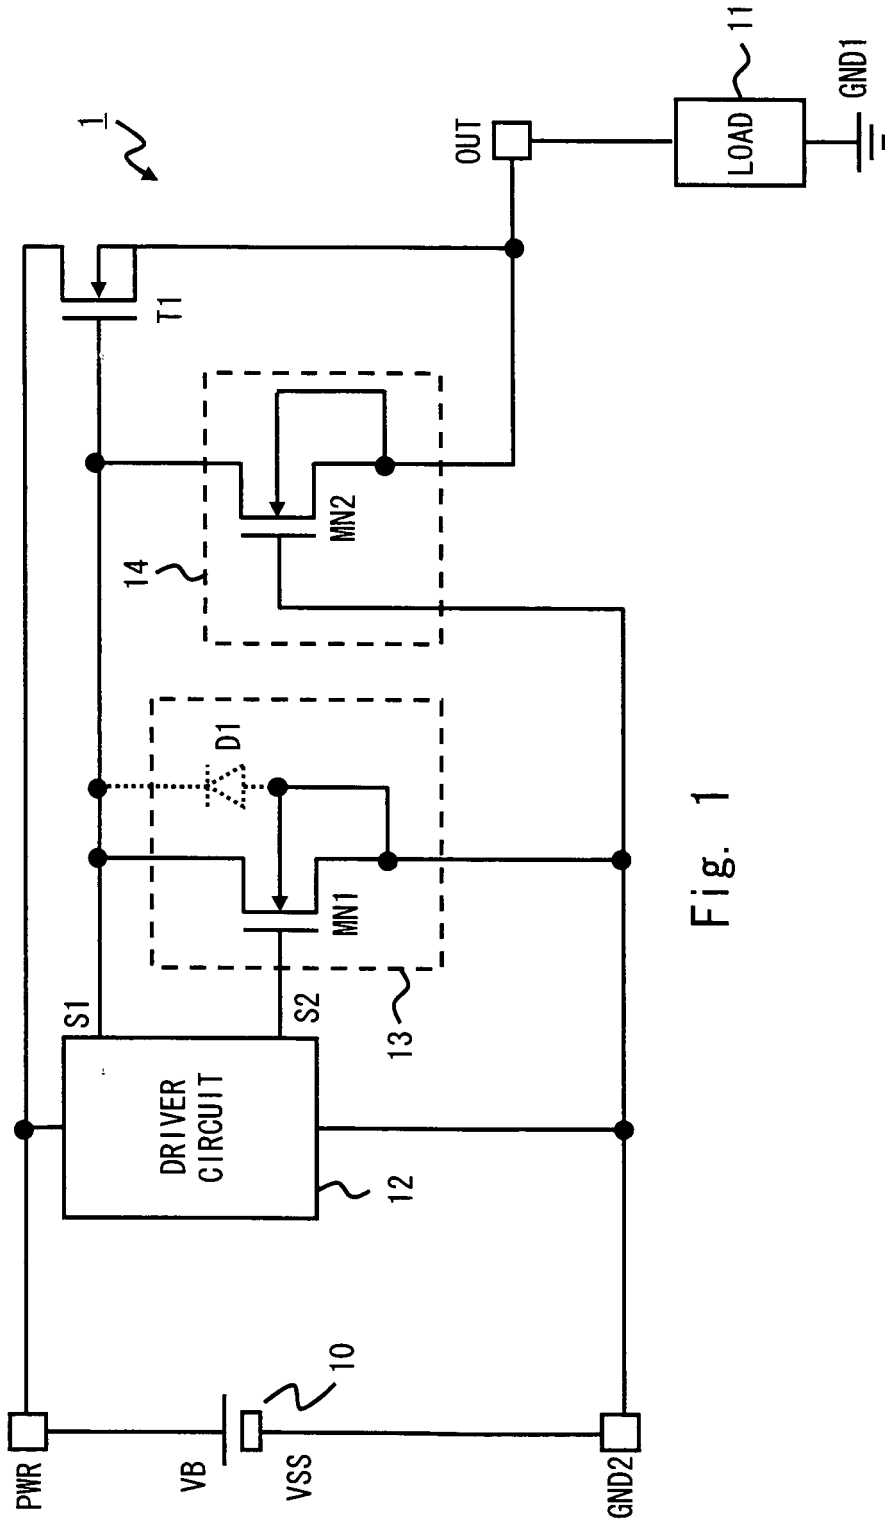 1
PWR
VB
VSS
10
GND2
DRIVER
CIRCUIT
12
S1
S2
13
MN1
D1
14
MN2
T1
OUT
LOAD
11
GND1
Fig. 1